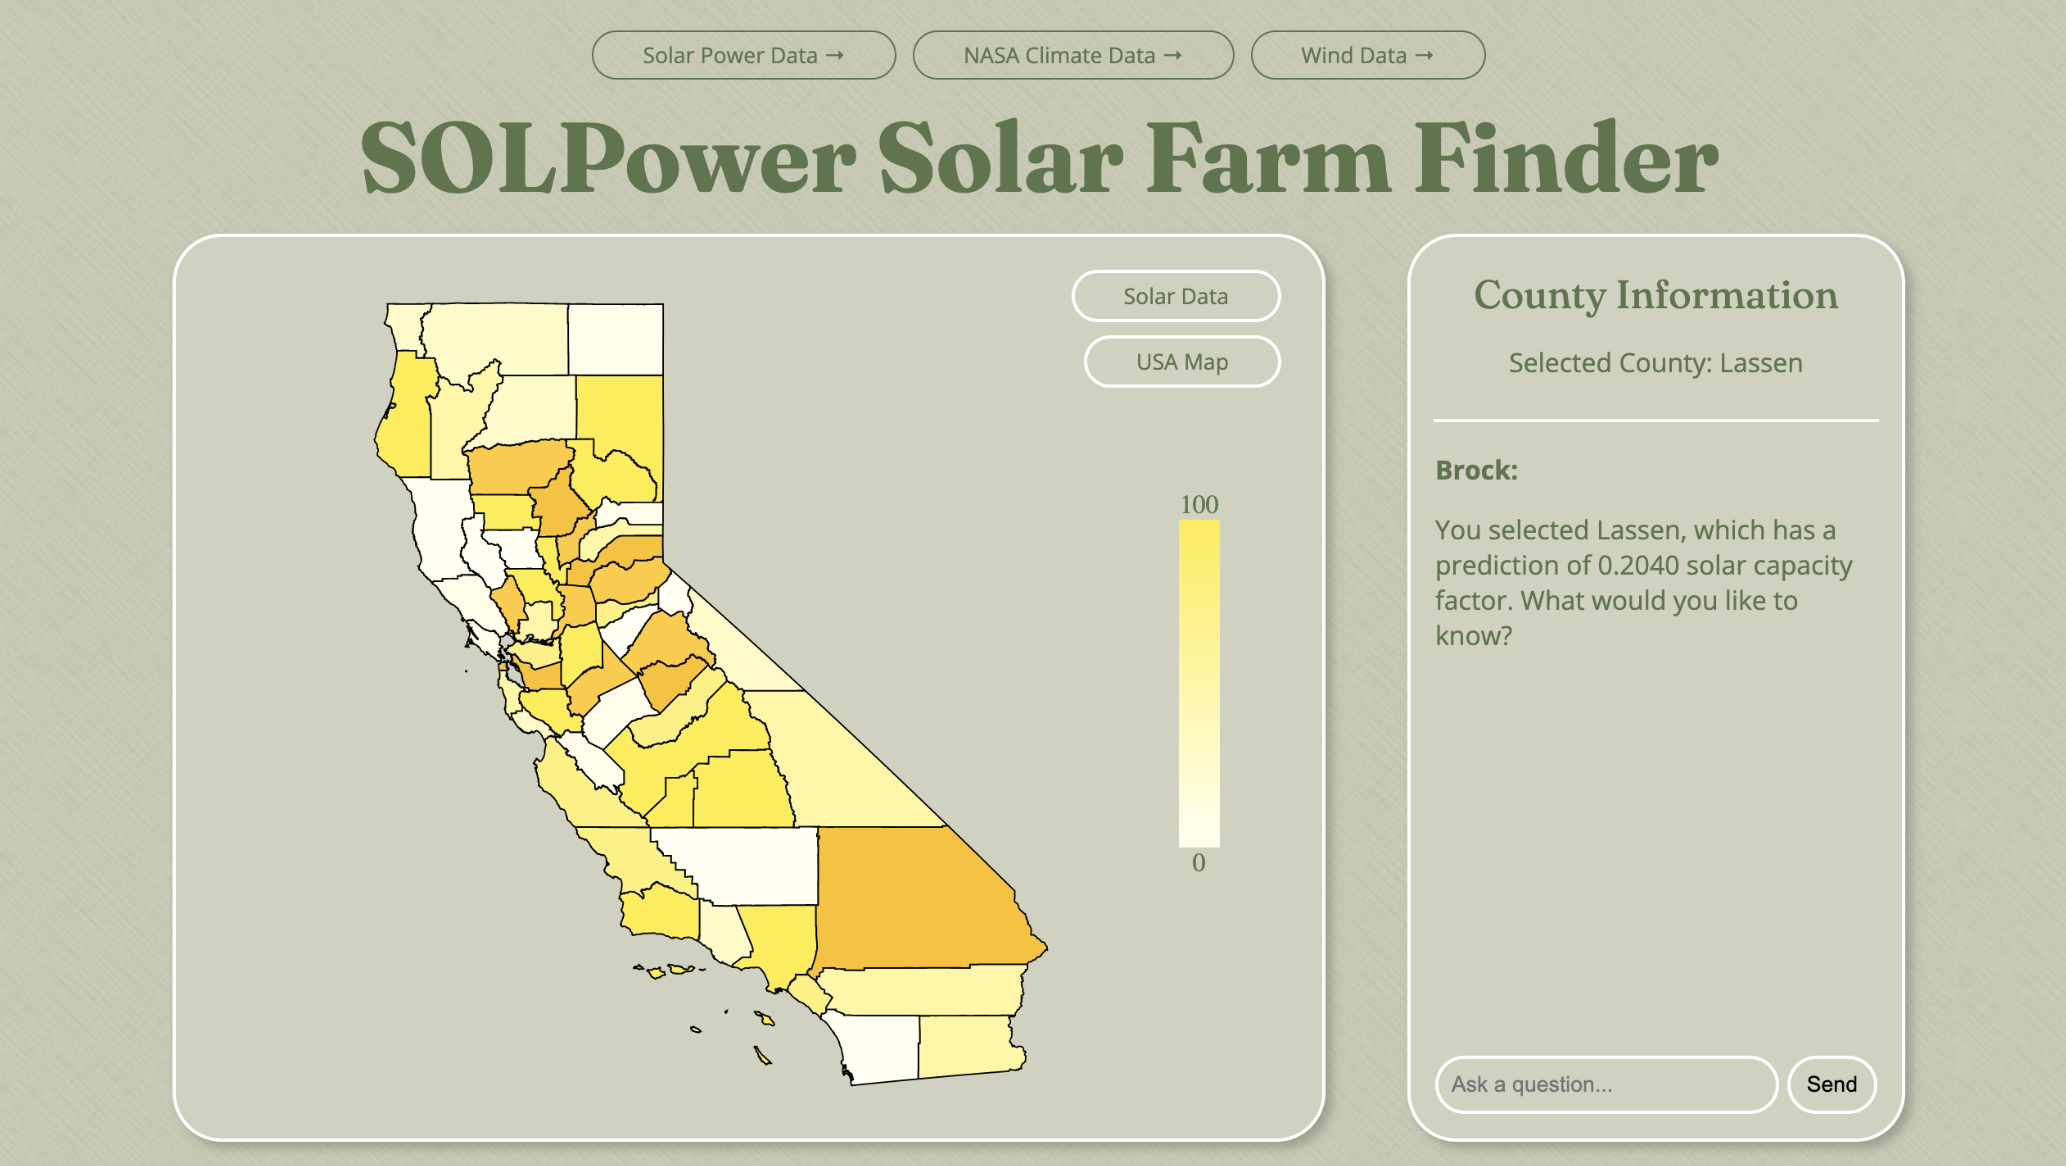 Solar Power Data →
NASA Climate Data →
Wind Data →
SOLPower Solar Farm Finder
Solar Data
USA Map
100
0
County Information
Selected County: Lassen
Brock:
You selected Lassen, which has a
prediction of 0.2040 solar capacity
factor. What would you like to
know?
Ask a question...
Send